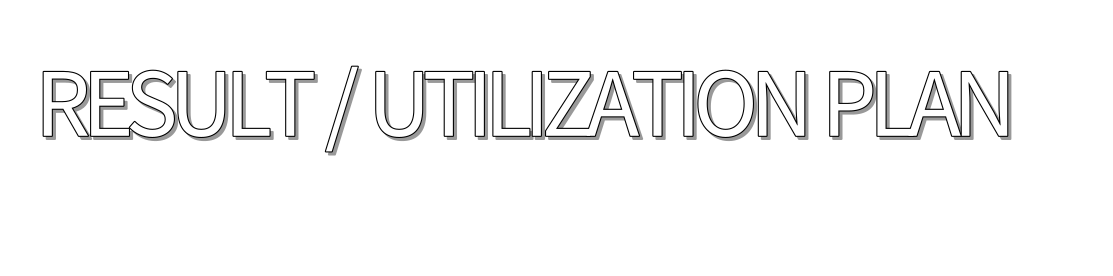 RESULT / UTILIZATION PLAN